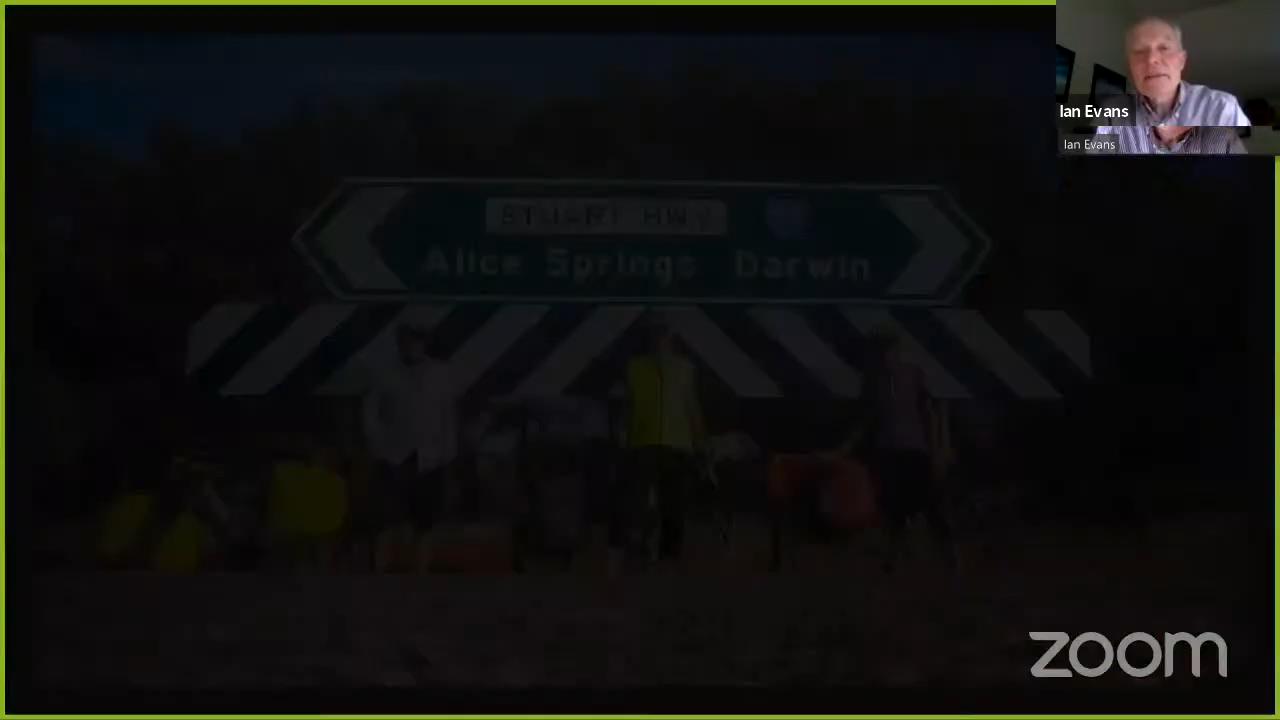 Ian Evans
Ian Evans
STUART HWY
Alice Springs Darwin
zoom